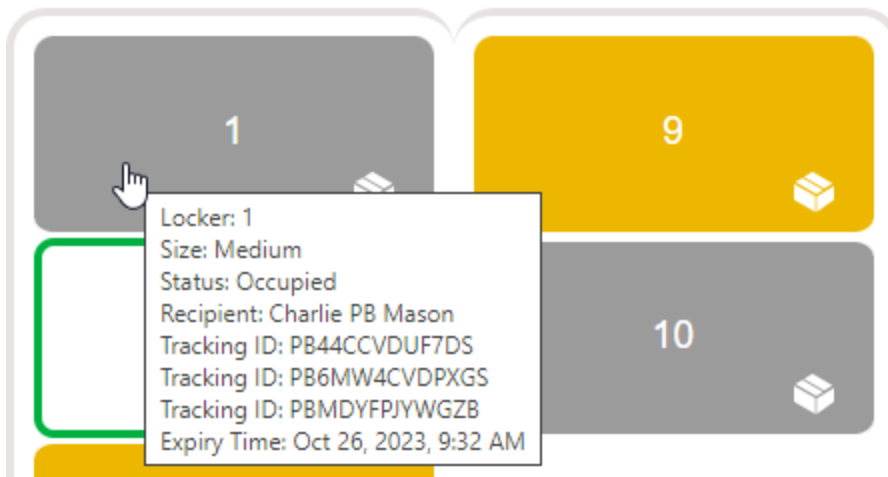 1
9
Locker: 1
Size: Medium
Status: Occupied
Recipient: Charlie PB Mason
Tracking ID: PB44CCVDUF7DS
Tracking ID: PB6MW4CVDPXGS
Tracking ID: PBMDYFPJYWGZB
Expiry Time: Oct 26, 2023, 9:32 AM
10